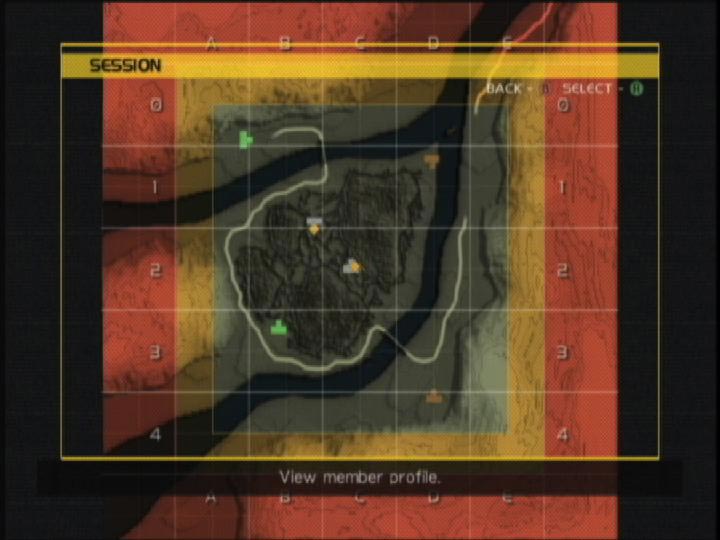 A B C D E
SESSION
BACK - SELECT - A
0 0
1 1
2 2
3 3
4 4
View member profile.
A B C D E